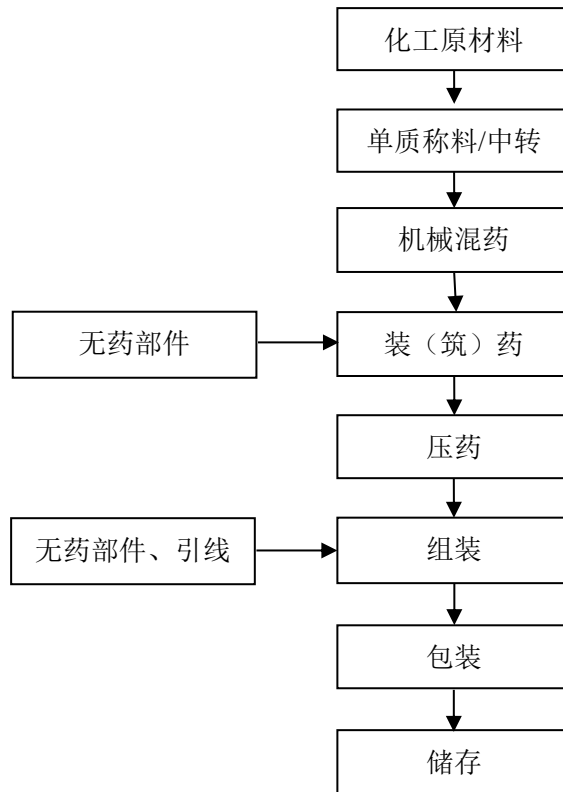 化工原材料
单质称料/中转
机械混药
无药部件
装（筑）药
压药
无药部件、引线
组装
包装
储存